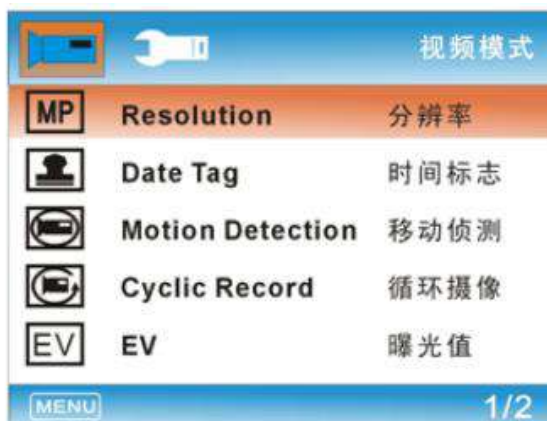 视频模式
MP Resolution 分辨率
Date Tag 时间标志
Motion Detection 移动侦测
Cyclic Record 循环摄像
EV EV 曝光值
MENU 1/2